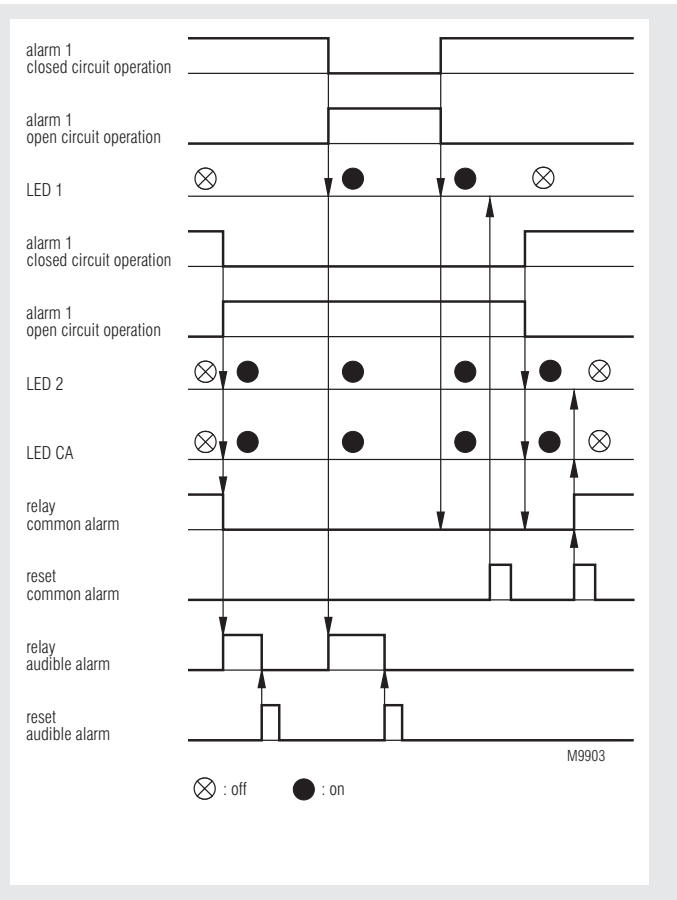 alarm 1
closed circuit operation
alarm 1
open circuit operation
LED 1
alarm 1
closed circuit operation
alarm 1
open circuit operation
LED 2
LED CA
relay
common alarm
reset
common alarm
relay
audible alarm
reset
audible alarm
M9903
: off : on